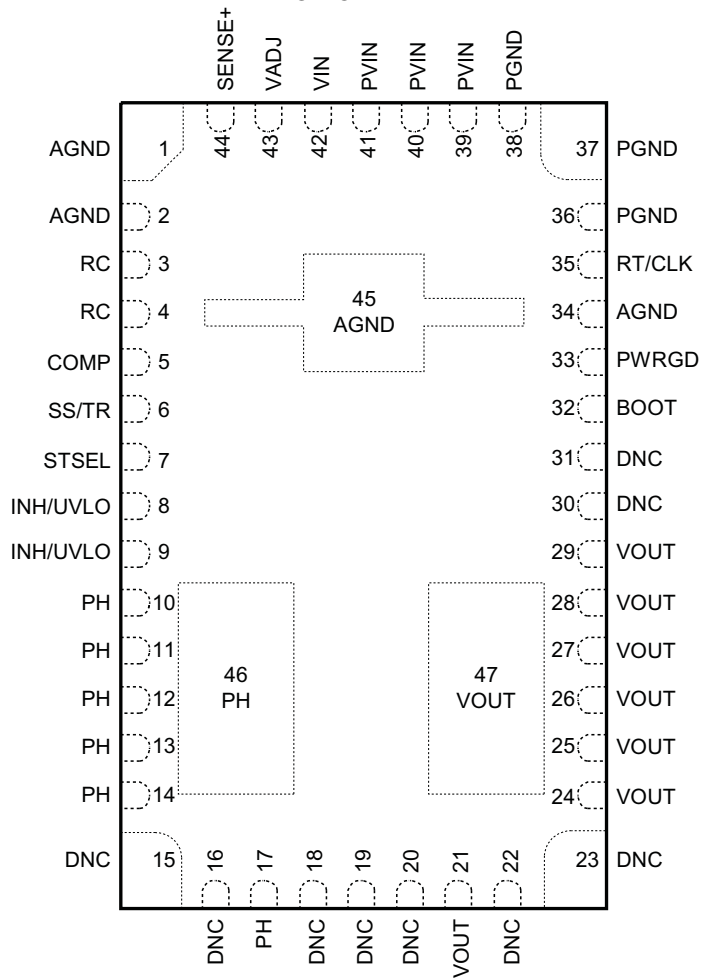 SENSE+
VADJ
VIN
PVIN
PVIN
PVIN
PGND
44
43
42
41
40
39
38
AGND 1
37 PGND
AGND 2
36 PGND
RC 3
35 RT/CLK
RC 4
34 AGND
45
AGND
COMP 5
33 PWRGD
SS/TR 6
32 BOOT
STSEL 7
31 DNC
INH/UVLO 8
30 DNC
INH/UVLO 9
29 VOUT
PH 10
28 VOUT
PH 11
27 VOUT
46
PH
47
VOUT
PH 12
26 VOUT
PH 13
25 VOUT
PH 14
24 VOUT
DNC 15
23 DNC
16
17
18
19
20
21
22
DNC
PH
DNC
DNC
DNC
VOUT
DNC